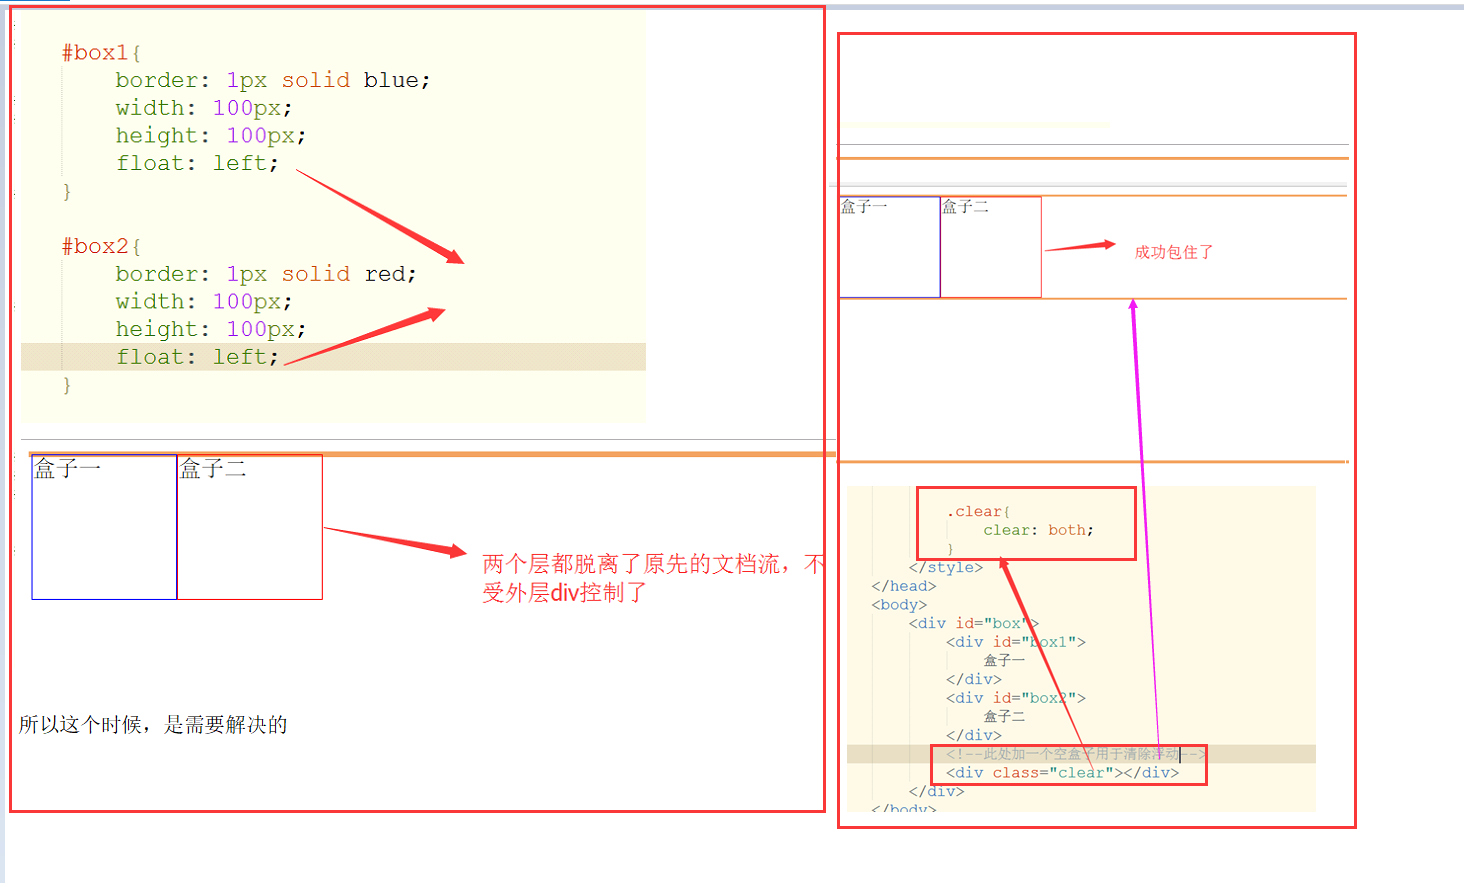 #box1{
border: 1px solid blue;
width: 100px;
height: 100px;
float: left;
}
#box2{
border: 1px solid red;
width: 100px;
height: 100px;
float: left;
}
盒子一 盒子二
两个层都脱离了原先的文档流，不
受外层div控制了
所以这个时候，是需要解决的
盒子一 盒子二
成功包住了
.clear{
clear: both;
}
</style>
</head>
<body>
<div id="box">
<div id="box1">
盒子一
</div>
<div id="box2">
盒子二
</div>
<!--此处加一个空盒子用于清除浮动-->
<div class="clear"></div>
</div>
</body>